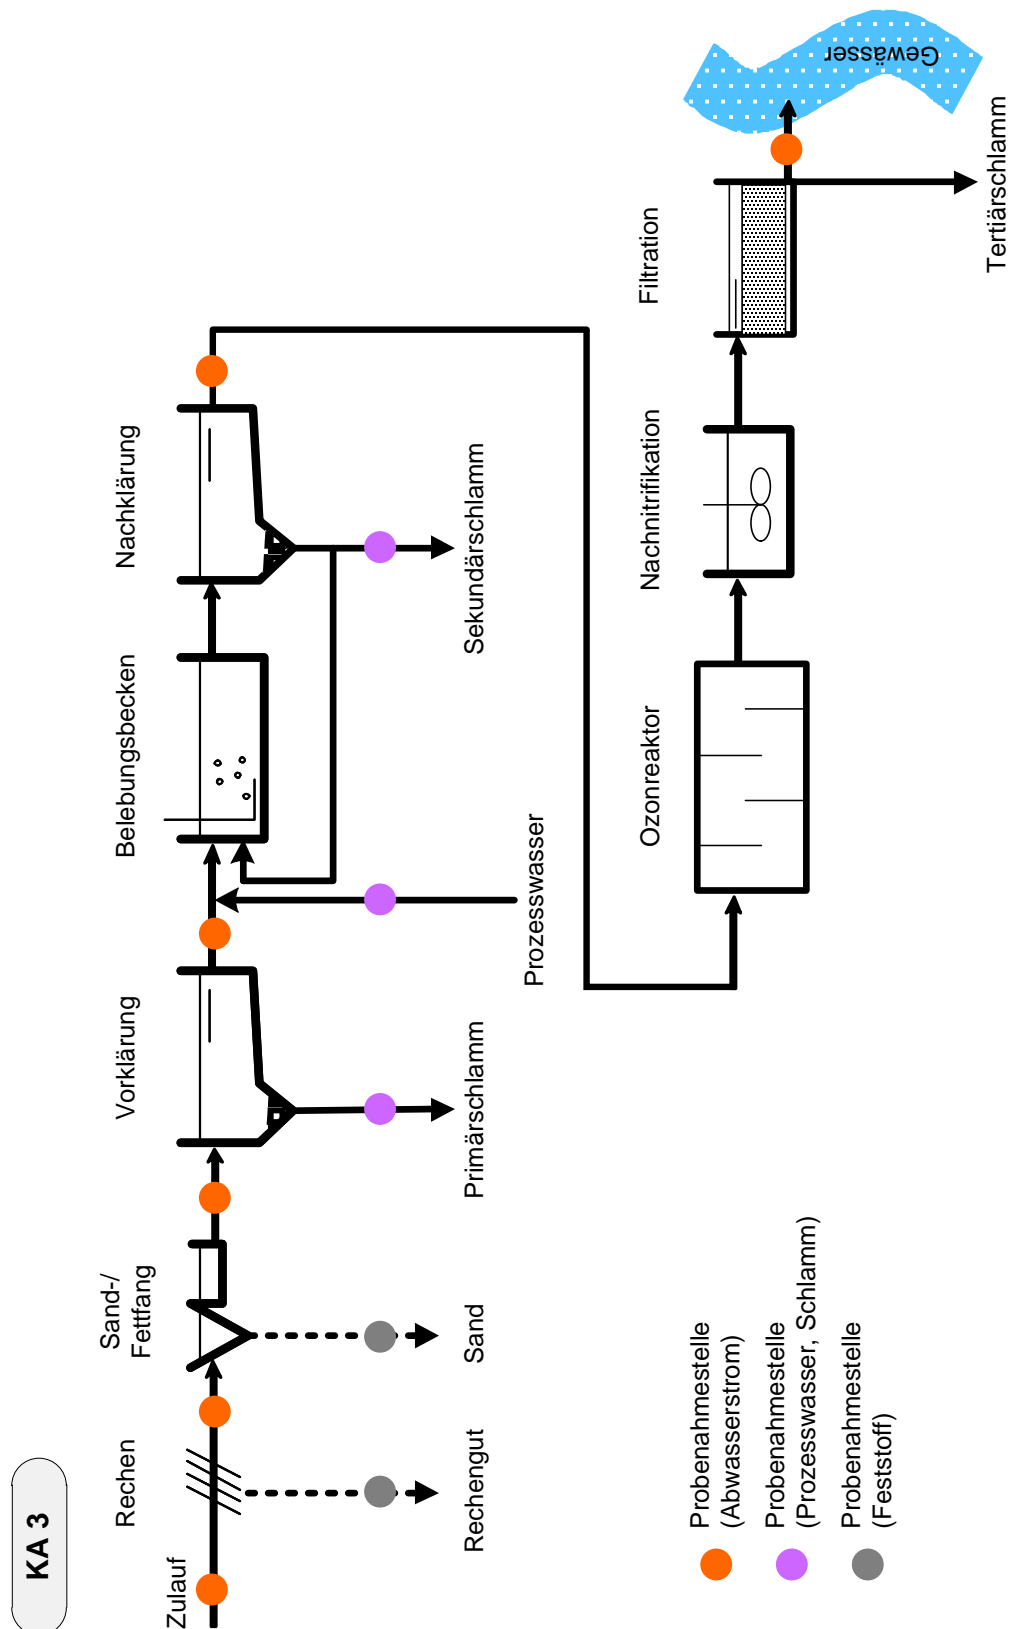 KA 3
Zulauf
Rechen
Sand-/
Fettfang
Vorklärung
Belebungsbecken
Nachklärung
Rechengut
Sand
Primärschlamm
Prozesswasser
Sekundärschlamm
Ozonreaktor
Nachnitrifikation
Filtration
Gewässer
Tertiärschlamm
Probenahmestelle
(Abwasserstrom)
Probenahmestelle
(Prozesswasser, Schlamm)
Probenahmestelle
(Feststoff)